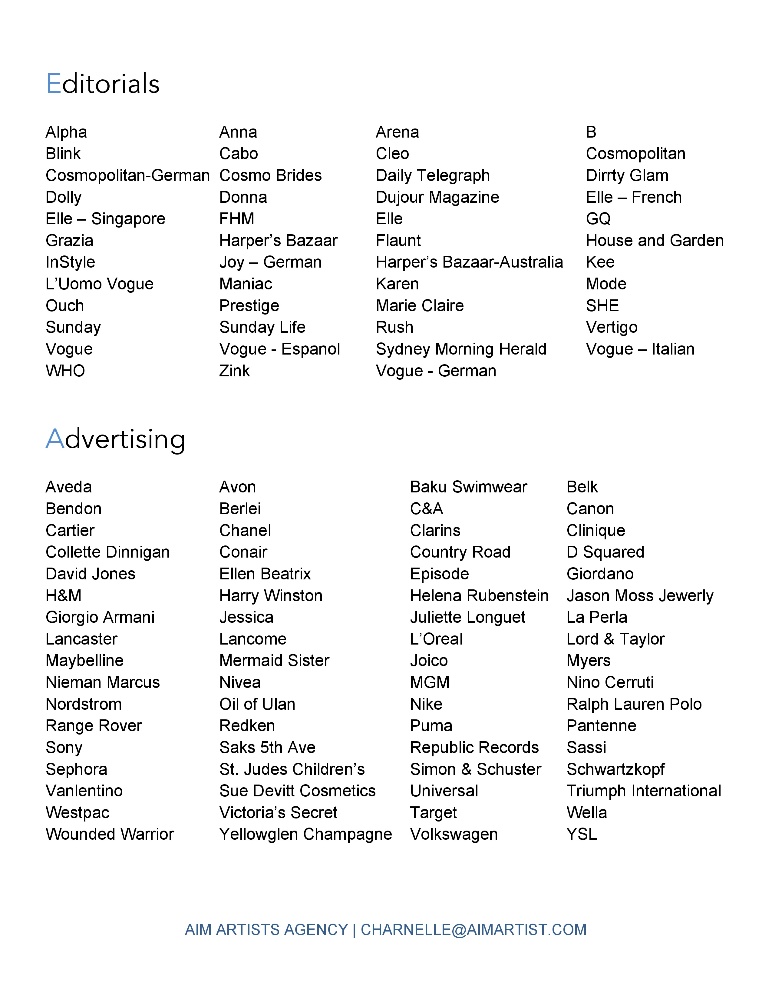 Editorials
Alpha Anna Arena B
Blink Cabo Cleo Cosmopolitan
Cosmopolitan-German Cosmo Brides Daily Telegraph Dirrty Glam
Dolly Donna Dujour Magazine Elle – French
Elle – Singapore FHM Elle GQ
Grazia Harper's Bazaar Flaunt House and Garden
InStyle Joy – German Harper's Bazaar-Australia Kee
L'Uomo Vogue Maniac Karen Mode
Ouch Prestige Marie Claire SHE
Sunday Sunday Life Rush Vertigo
Vogue Vogue - Espanol Sydney Morning Herald Vogue – Italian
WHO Zink Vogue - German
Advertising
Aveda Avon Baku Swimwear Belk
Bendon Berlei C&A Canon
Cartier Chanel Clarins Clinique
Collette Dinnigan Conair Country Road D Squared
David Jones Ellen Beatrix Episode Giordano
H&M Harry Winston Helena Rubenstein Jason Moss Jewerly
Giorgio Armani Jessica Juliette Longuet La Perla
Lancaster Lancome L'Oreal Lord & Taylor
Maybelline Mermaid Sister Joico Myers
Nieman Marcus Nivea MGM Nino Cerruti
Nordstrom Oil of Ulan Nike Ralph Lauren Polo
Range Rover Redken Puma Pantenne
Sony Saks 5th Ave Republic Records Sassi
Sephora St. Judes Children's Simon & Schuster Schwartzkopf
Vanlentino Sue Devitt Cosmetics Universal Triumph International
Westpac Victoria's Secret Target Wella
Wounded Warrior Yellowglen Champagne Volkswagen YSL
AIM ARTISTS AGENCY | CHARNELLE@AIMARTIST.COM